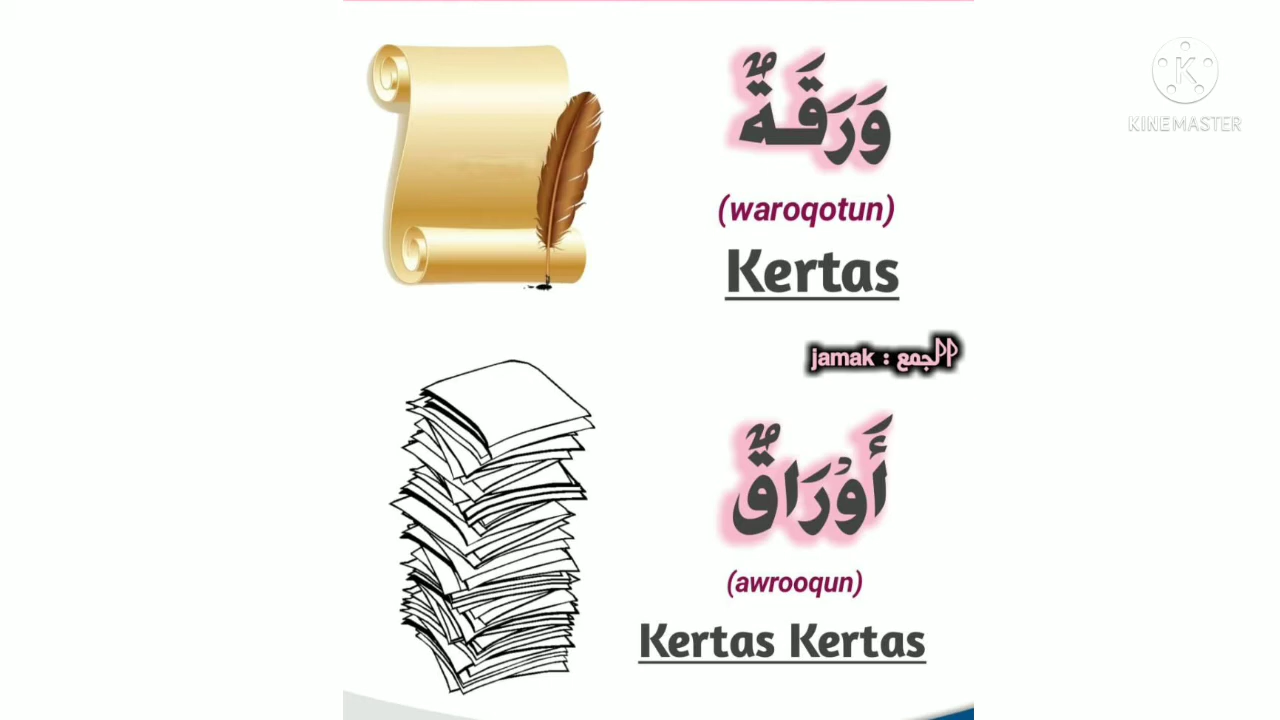 وَرَقَةٌ
(waroqotun)
Kertas
jamak : الجمع
أَوْرَاقٌ
(awrooqun)
Kertas Kertas
KINEMASTER